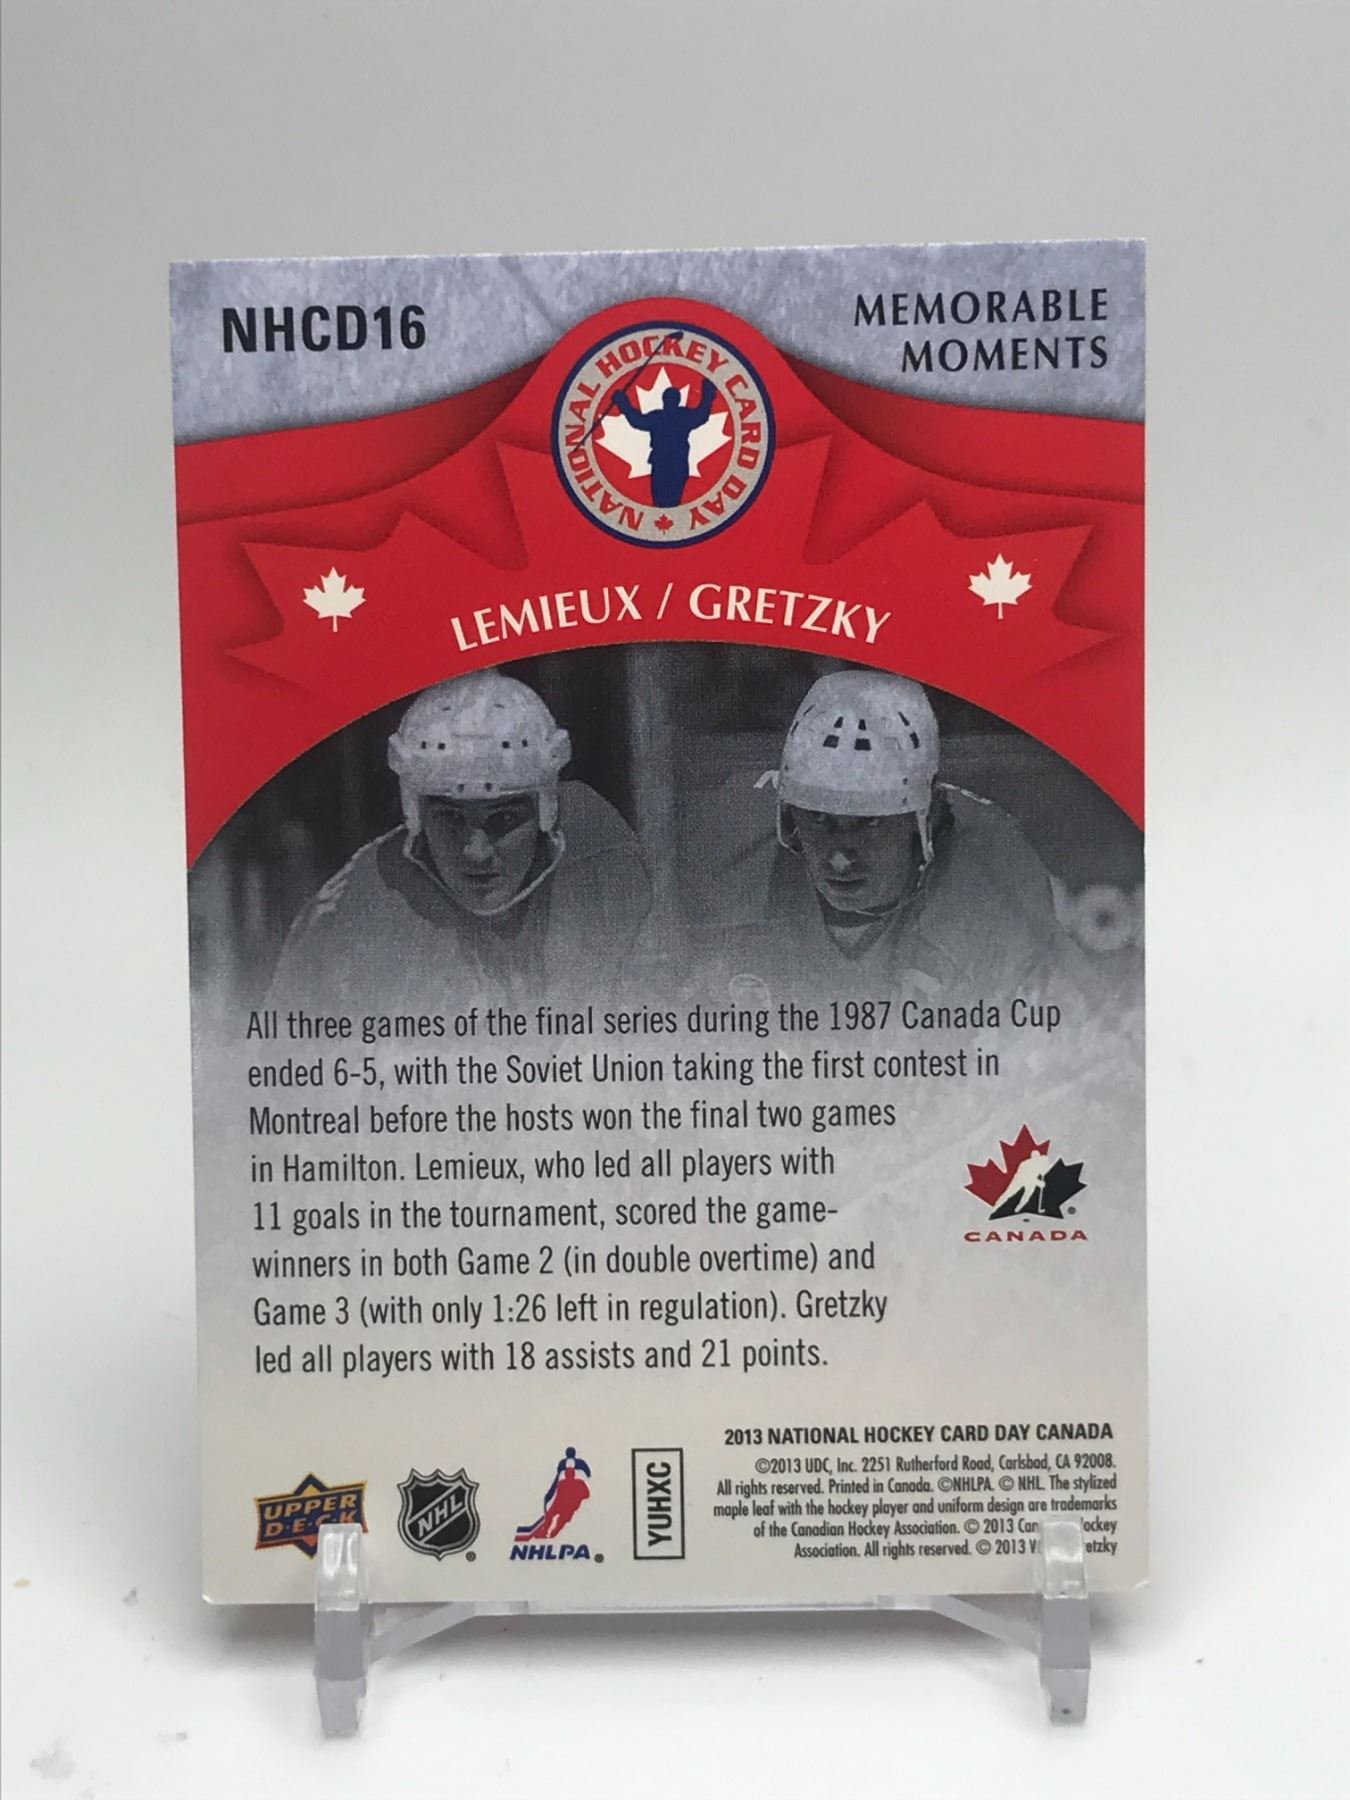 NHCD16
MEMORABLE
MOMENTS
NATIONAL HOCKEY CARD DAY
LEMIEUX / GRETZKY
All three games of the final series during the 1987 Canada Cup
ended 6-5, with the Soviet Union taking the first contest in
Montreal before the hosts won the final two games
in Hamilton. Lemieux, who led all players with
11 goals in the tournament, scored the game-
winners in both Game 2 (in double overtime) and
Game 3 (with only 1:26 left in regulation). Gretzky
led all players with 18 assists and 21 points.
CANADA
UPPER
D·E·C·K
NHL
NHLPA
YUHXC
2013 NATIONAL HOCKEY CARD DAY CANADA
©2013 UDC, Inc. 2251 Rutherford Road, Carlsbad, CA 92008.
All rights reserved. Printed in Canada. ©NHLPA. © NHL. The stylized
maple leaf with the hockey player and uniform design are trademarks
of the Canadian Hockey Association. © 2013
Association. All rights reserved. © 2013